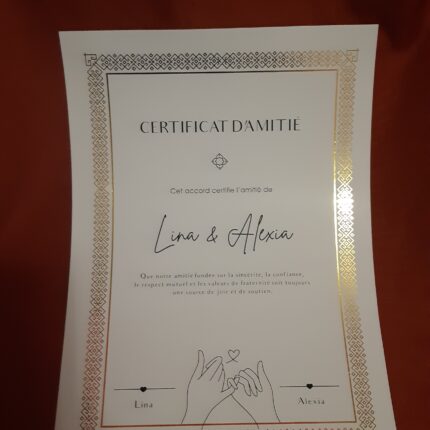 CERTIFICAT D'AMITIÉ
Cet accord certifie l'amitié de
Lina & Alexia
Que notre amitié fondée sur la sincérité, la confiance,
le respect mutuel et les valeurs de fraternité soit toujours
une source de joie et de soutien.
Lina
Alexia